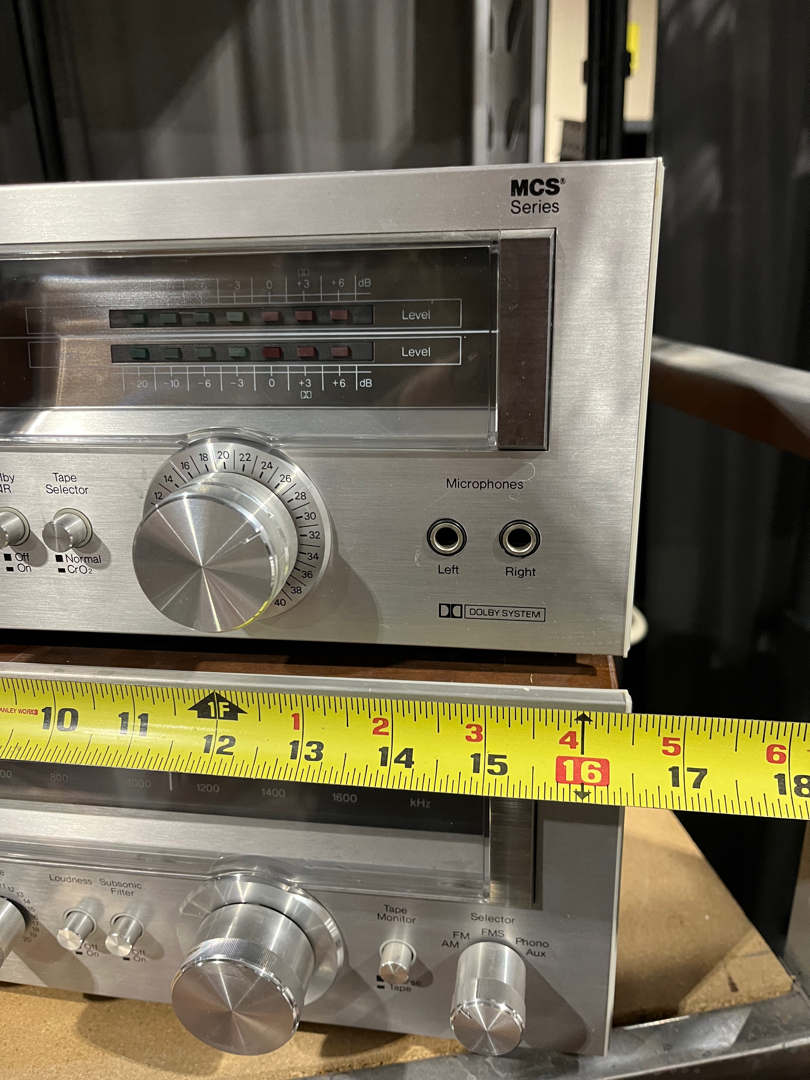 MCS®
Series
-3 0 +3 +6 dB
Level
Level
-20 -10 -6 -3 0 +3 +6 dB
Tape
Selector
Off
On
Normal
CrO₂
12 14 16 18 20 22 24 26 28 30 32 34 36 38 40
Microphones
Left Right
DOLBY SYSTEM
1F 1 2 3 4 5 6
10 11 12 13 14 15 16 17 18
800 1000 1200 1400 1600 kHz
Loudness
Subsonic
Filter
Off
On
Off
On
Tape
Monitor
Tape
Selector
AM FM FMS Phono
Aux